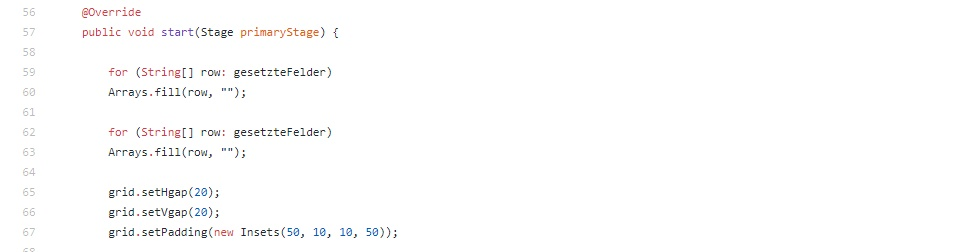 56 @Override
57 public void start(Stage primaryStage) {
58
59 for (String[] row: gesetzteFelder)
60 Arrays.fill(row, "");
61
62 for (String[] row: gesetzteFelder)
63 Arrays.fill(row, "");
64
65 grid.setHgap(20);
66 grid.setVgap(20);
67 grid.setPadding(new Insets(50, 10, 10, 50));
68